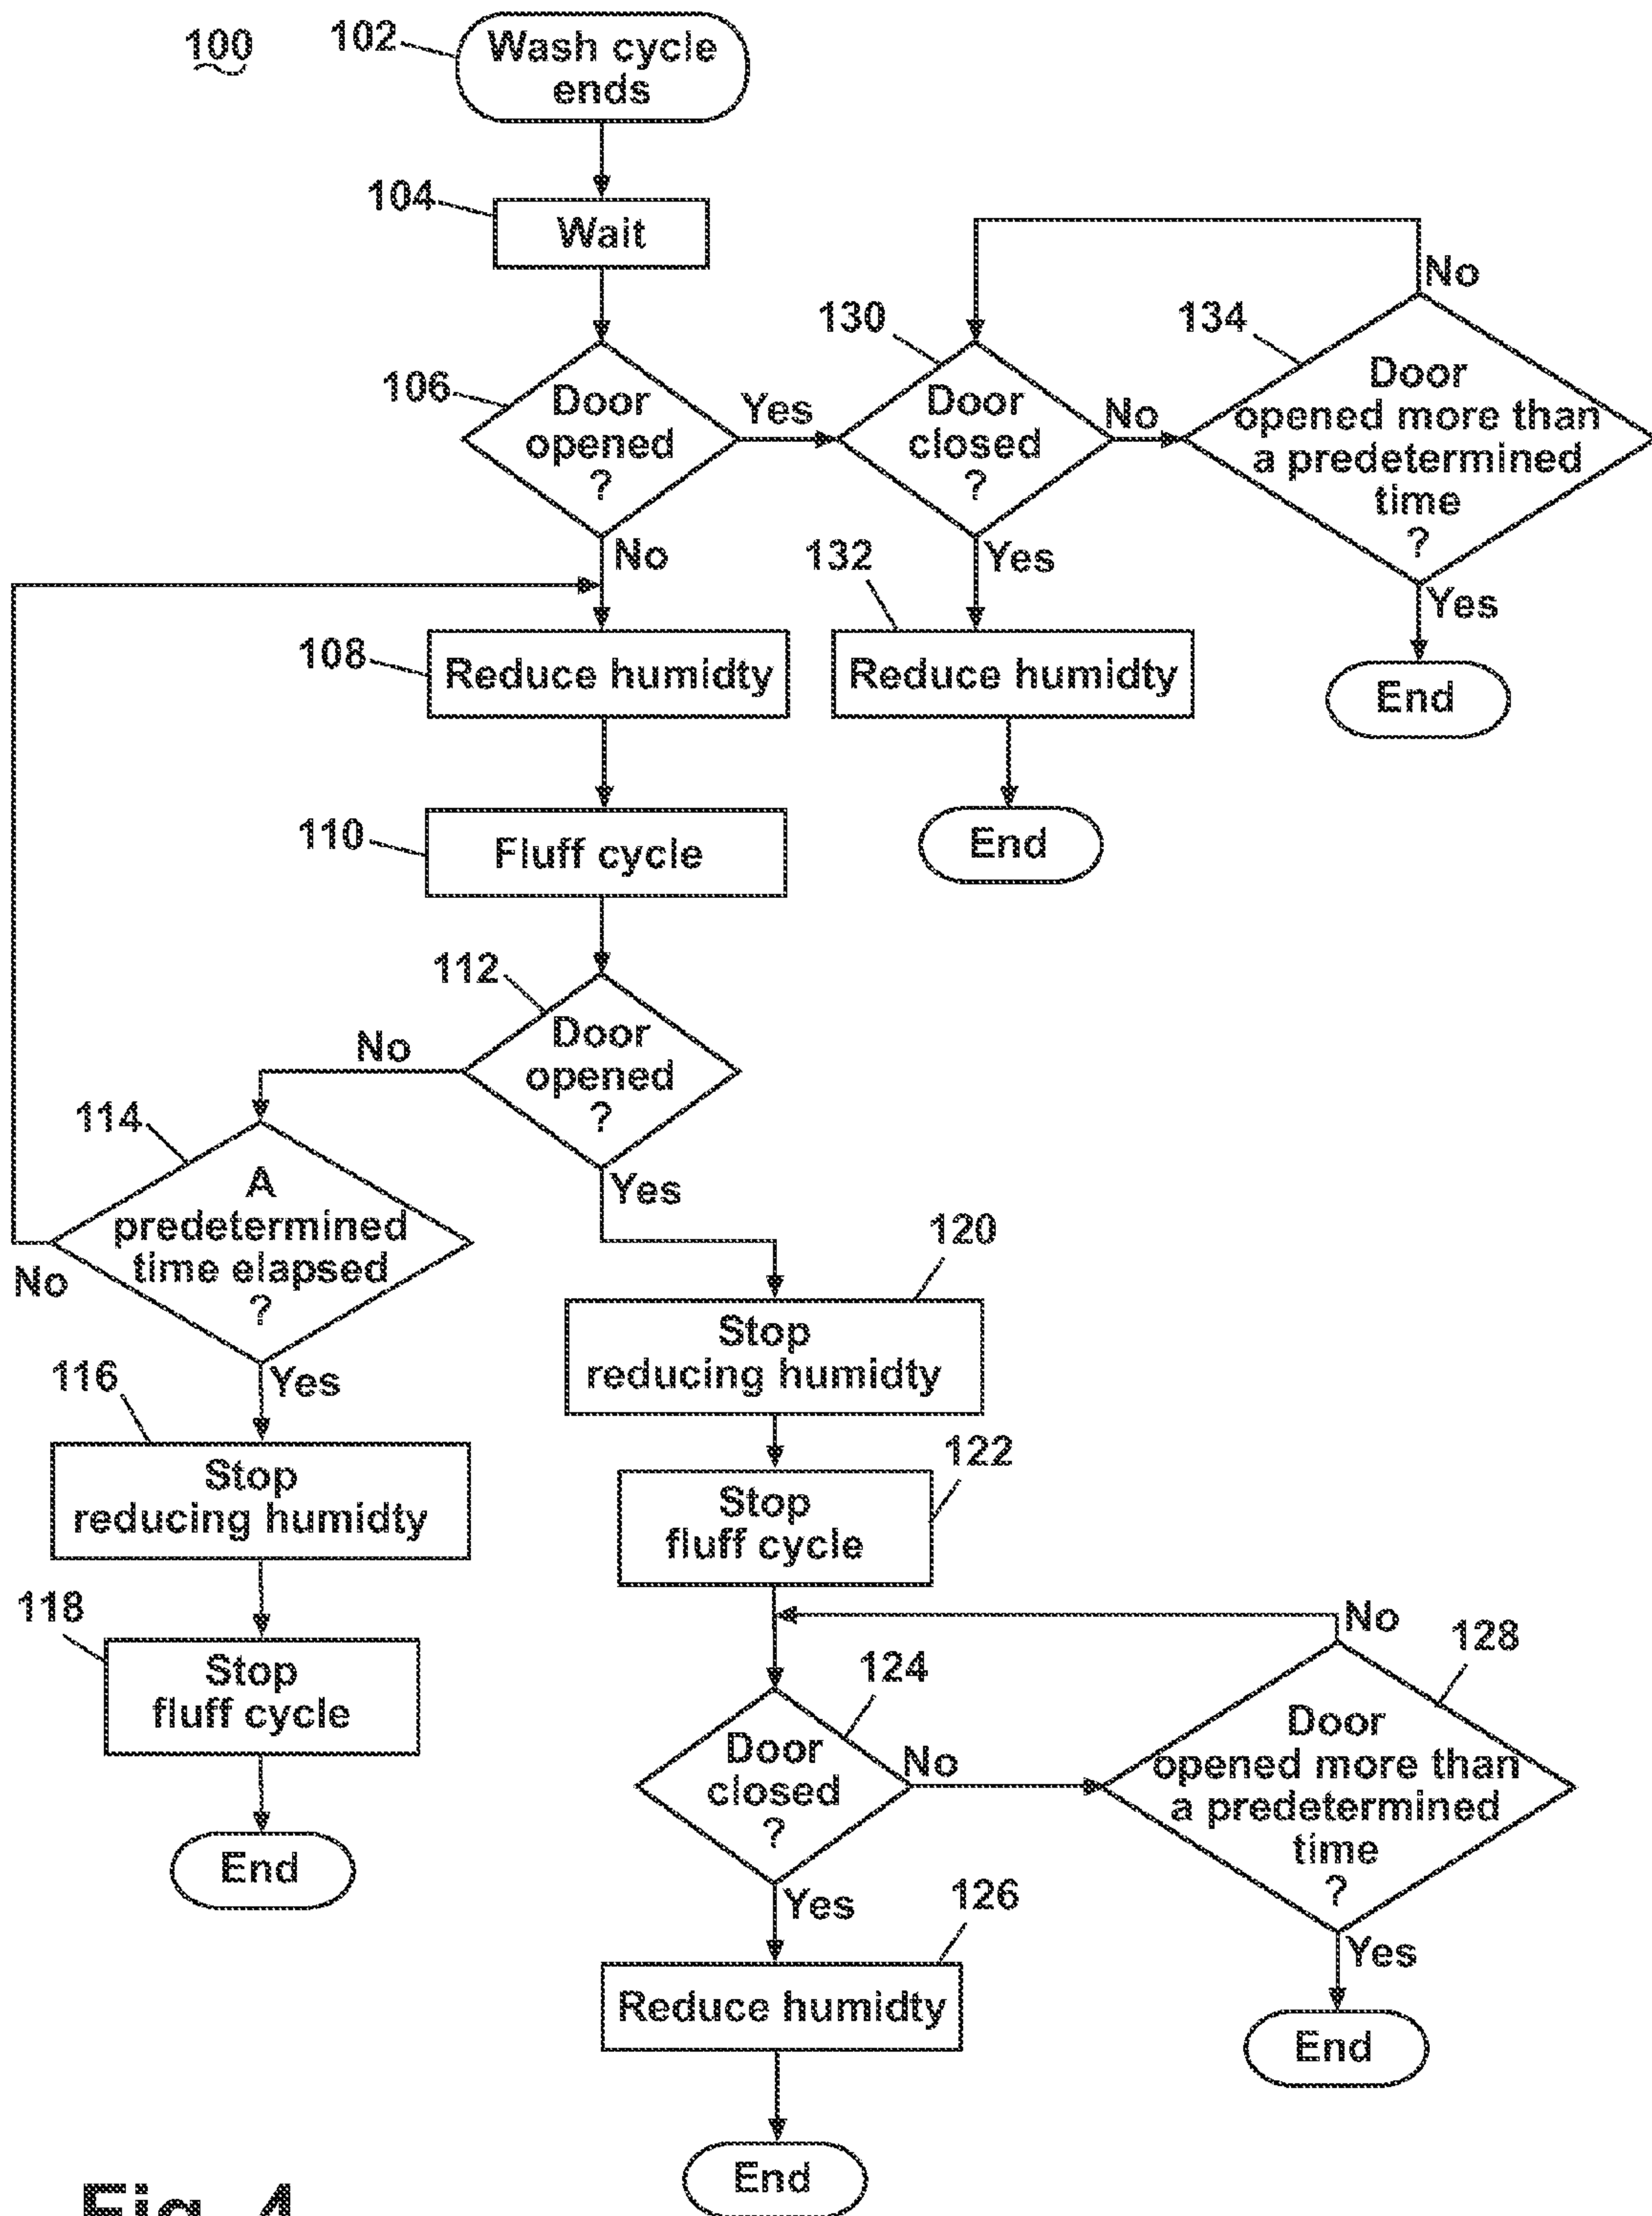 100
102
Wash cycle
ends
104
Wait
106
Door
opened
?
Yes
No
130
Door
closed
?
No
Yes
134
Door
opened more than
a predetermined
time
?
No
Yes
End
108
Reduce humidty
132
Reduce humidty
End
110
Fluff cycle
112
Door
opened
?
No
Yes
114
A
predetermined
time elapsed
?
No
Yes
116
Stop
reducing humidty
118
Stop
fluff cycle
End
120
Stop
reducing humidty
122
Stop
fluff cycle
124
Door
closed
?
No
Yes
128
Door
opened more than
a predetermined
time
?
No
Yes
End
126
Reduce humidty
End
Fig. 4